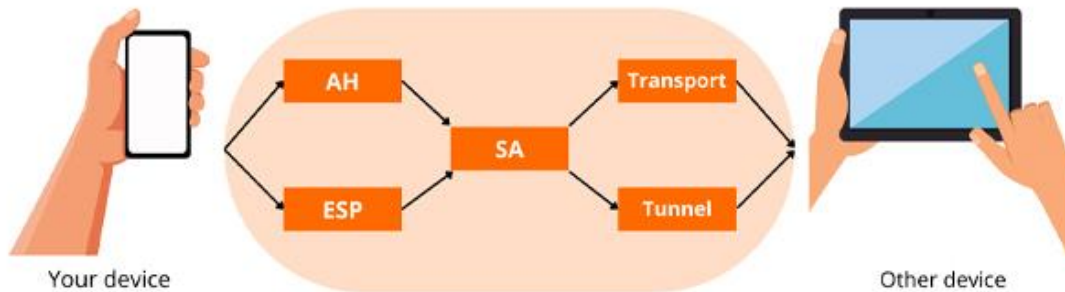 AH
Transport
SA
ESP
Tunnel
Your device
Other device